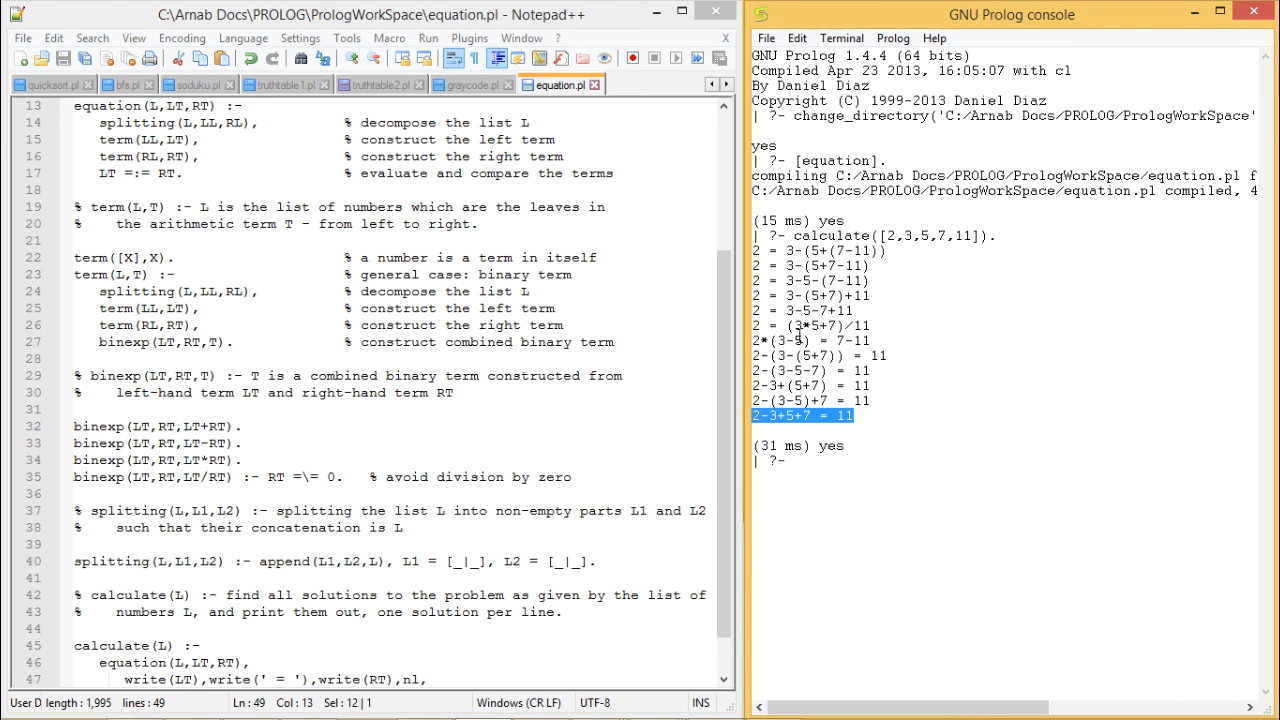 C:\Arnab Docs\PROLOG\PrologWorkSpace\equation.pl - Notepad++
File Edit Search View Encoding Language Settings Tools Macro Run Plugins Window ? X
quicksort.pl bfs.pl soduku.pl truthtable1.pl truthtable2.pl graycode.pl equation.pl
13 equation(L,LT,RT) :-
14 splitting(L,LL,RL), % decompose the list L
15 term(LL,LT), % construct the left term
16 term(RL,RT), % construct the right term
17 LT =:= RT. % evaluate and compare the terms
18
19 % term(L,T) :- L is the list of numbers which are the leaves in
20 % the arithmetic term T - from left to right.
21
22 term([X],X). % a number is a term in itself
23 term(L,T) :- % general case: binary term
24 splitting(L,LL,RL), % decompose the list L
25 term(LL,LT), % construct the left term
26 term(RL,RT), % construct the right term
27 binexp(LT,RT,T). % construct combined binary term
28
29 % binexp(LT,RT,T) :- T is a combined binary term constructed from
30 % left-hand term LT and right-hand term RT
31
32 binexp(LT,RT,LT+RT).
33 binexp(LT,RT,LT-RT).
34 binexp(LT,RT,LT*RT).
35 binexp(LT,RT,LT/RT) :- RT =\= 0. % avoid division by zero
36
37 % splitting(L,L1,L2) :- splitting the list L into non-empty parts L1 and L2
38 % such that their concatenation is L
39
40 splitting(L,L1,L2) :- append(L1,L2,L), L1 = [_|_], L2 = [_|_].
41
42 % calculate(L) :- find all solutions to the problem as given by the list of
43 % numbers L, and print them out, one solution per line.
44
45 calculate(L) :-
46 equation(L,LT,RT),
47 write(LT),write(' = '),write(RT),nl,
User D length : 1,995 lines : 49 Ln : 49 Col : 13 Sel : 12 | 1 Windows (CR LF) UTF-8 INS
GNU Prolog console
File Edit Terminal Prolog Help
GNU Prolog 1.4.4 (64 bits)
Compiled Apr 23 2013, 16:05:07 with cl
By Daniel Diaz
Copyright (C) 1999-2013 Daniel Diaz
| ?- change_directory('C:/Arnab Docs/PROLOG/PrologWorkSpace'
yes
| ?- [equation].
compiling C:/Arnab Docs/PROLOG/PrologWorkSpace/equation.pl f
C:/Arnab Docs/PROLOG/PrologWorkSpace/equation.pl compiled, 4
(15 ms) yes
| ?- calculate([2,3,5,7,11]).
2 = 3-(5+(7-11))
2 = 3-(5+7-11)
2 = 3-5-(7-11)
2 = 3-(5+7)+11
2 = 3-5-7+11
2 = (3*5+7)/11
2*(3-5) = 7-11
2-(3-(5+7)) = 11
2-(3-5-7) = 11
2-3+(5+7) = 11
2-(3-5)+7 = 11
2-3+5+7 = 11
(31 ms) yes
| ?-